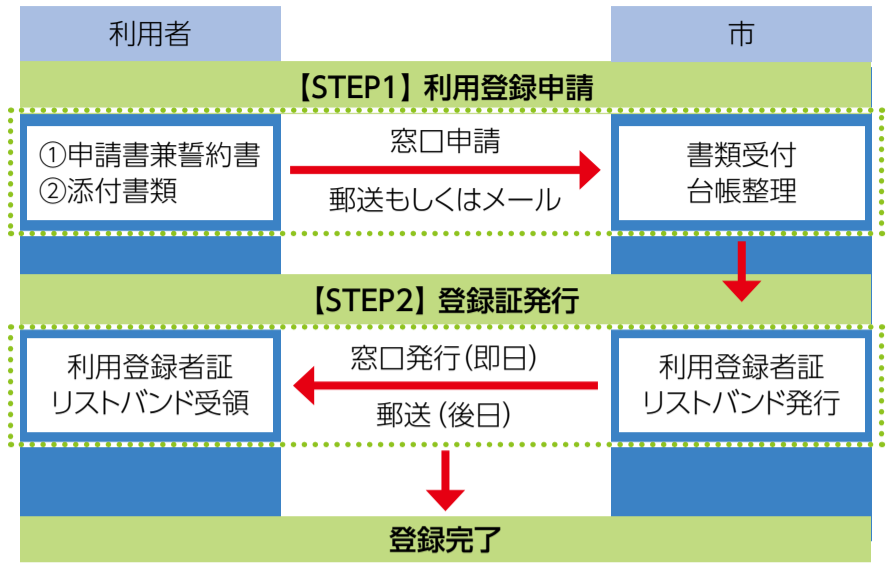 利用者
市
【STEP1】利用登録申請
①申請書兼誓約書
②添付書類
窓口申請
郵送もしくはメール
書類受付
台帳整理
【STEP2】登録証発行
利用登録者証
リストバンド受領
窓口発行(即日)
郵送(後日)
利用登録者証
リストバンド発行
登録完了